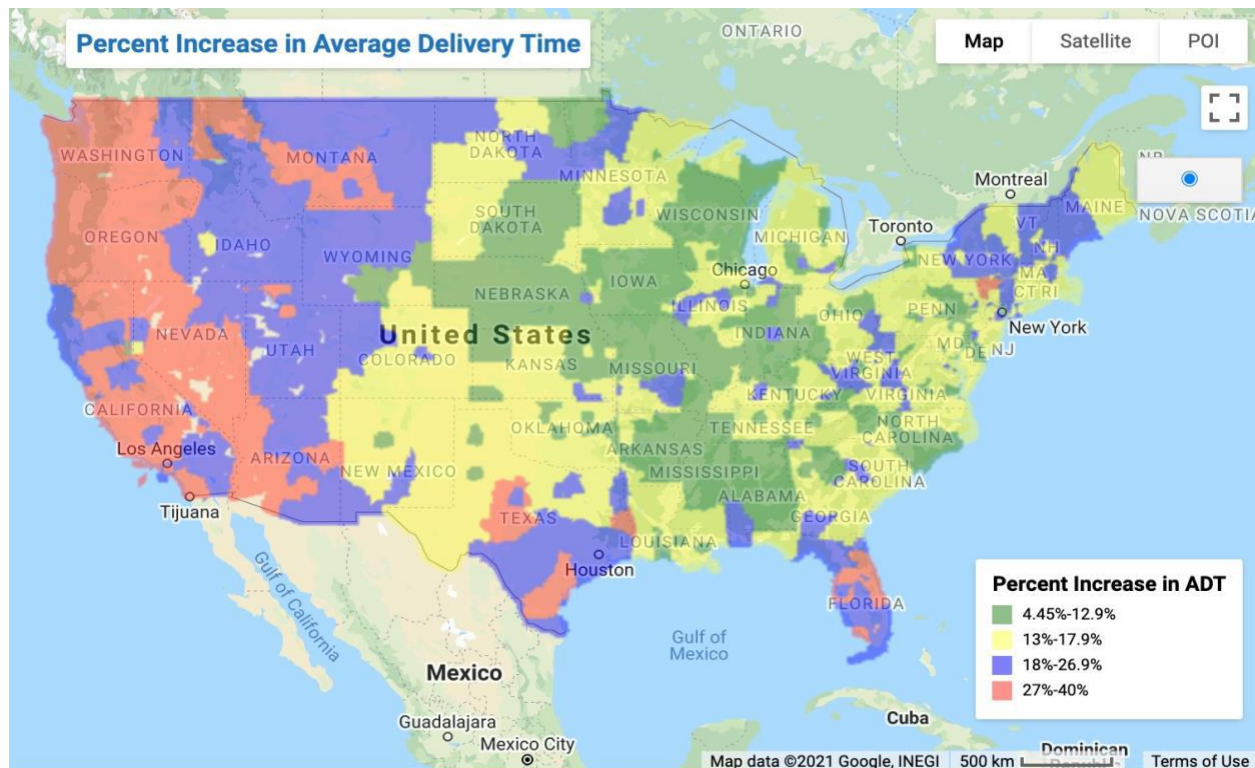 Percent Increase in Average Delivery Time
ONTARIO
Map
Satellite
POI
WASHINGTON
MONTANA
NORTH
DAKOTA
MINNESOTA
Montreal
MAINE
NOVA SCOTIA
OREGON
IDAHO
SOUTH
DAKOTA
WISCONSIN
MICHIGAN
Toronto
VT
NH
WYOMING
NEW YORK
MA
CT RI
Chicago
IOWA
NEBRASKA
ILLINOIS
INDIANA
OHIO
PENN
New York
NEVADA
UTAH
United States
COLORADO
KANSAS
MISSOURI
WEST
VIRGINIA
MD
DE
NJ
KENTUCKY
VIRGINIA
CALIFORNIA
Los Angeles
ARIZONA
NEW MEXICO
OKLAHOMA
ARKANSAS
TENNESSEE
NORTH
CAROLINA
MISSISSIPPI
ALABAMA
SOUTH
CAROLINA
GEORGIA
Tijuana
TEXAS
LOUISIANA
Houston
FLORIDA
Gulf of California
Gulf of
Mexico
Mexico
Guadalajara
Mexico City
Cuba
Dominican
Percent Increase in ADT
4.45%-12.9%
13%-17.9%
18%-26.9%
27%-40%
Map data ©2021 Google, INEGI
500 km
Terms of Use